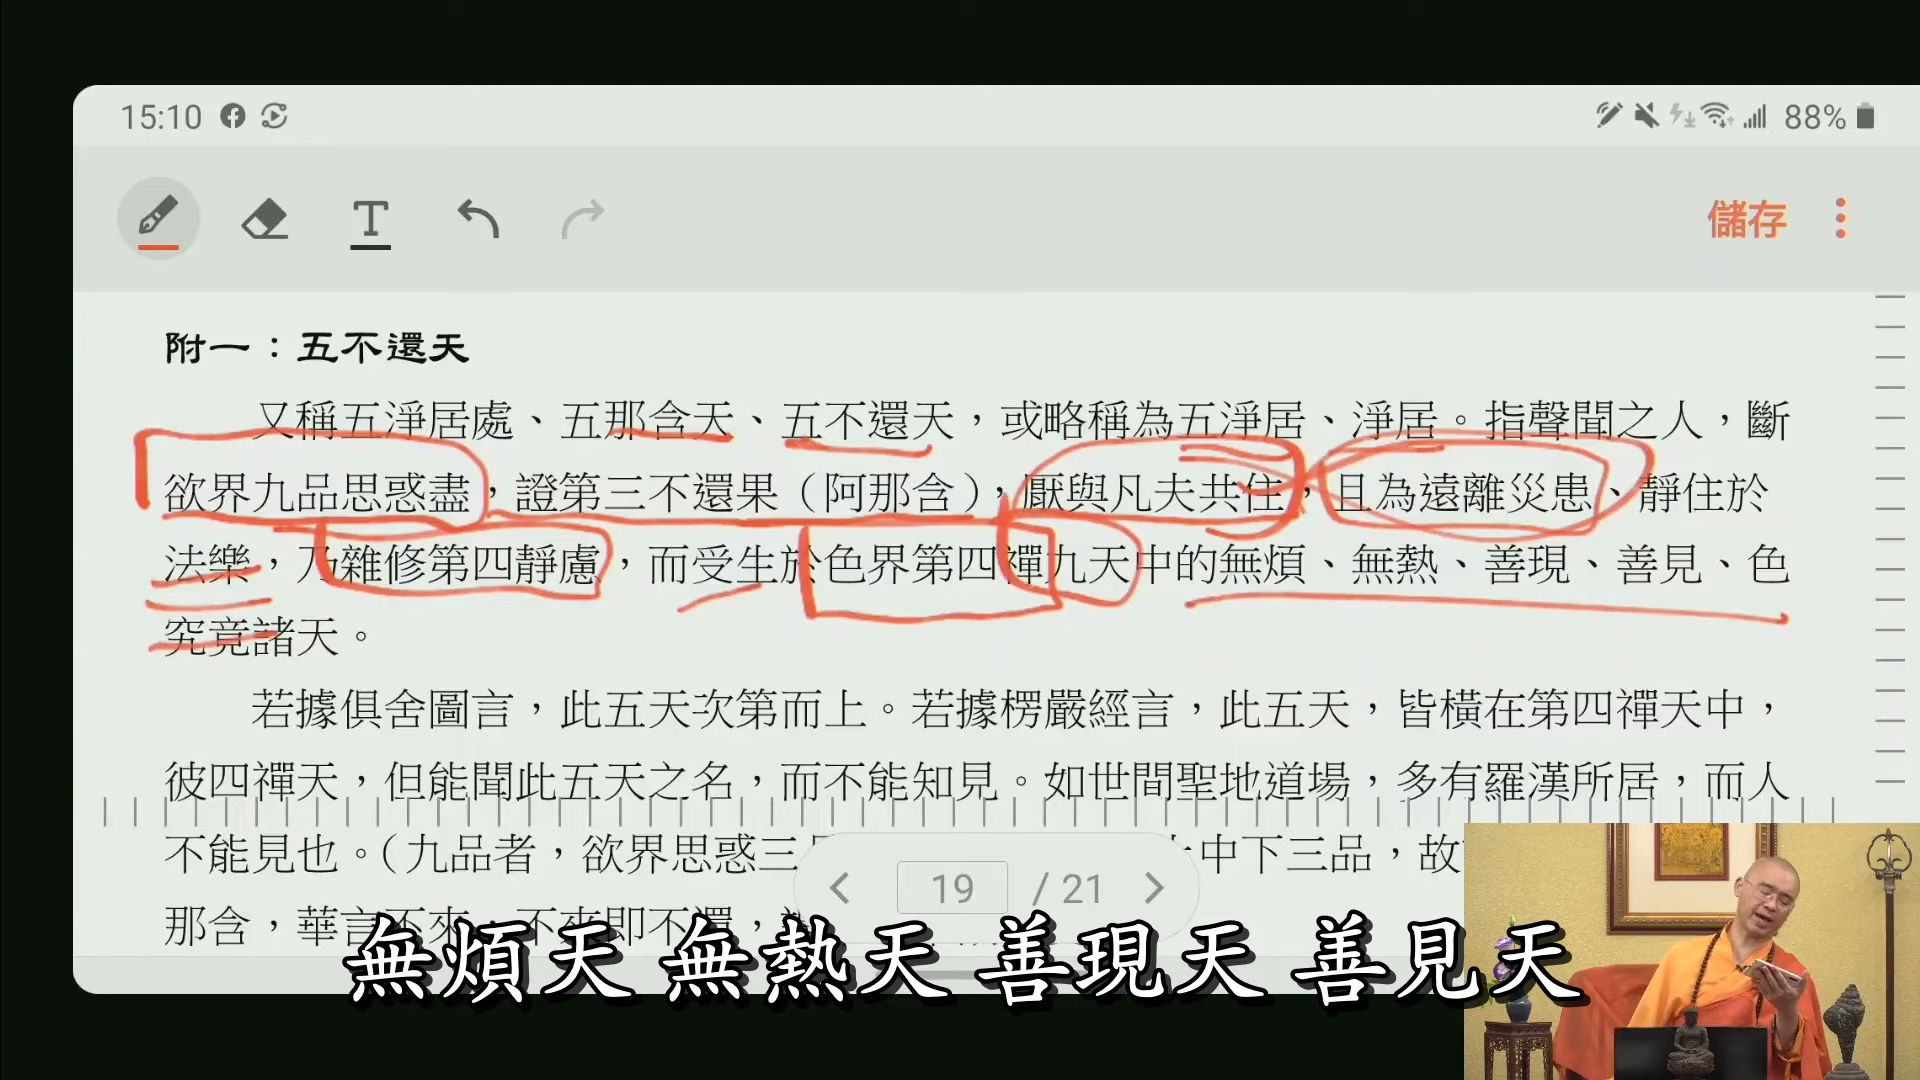 15:10
88%
儲存
附一：五不還天
又稱五淨居處、五那含天、五不還天，或略稱為五淨居、淨居。指聲聞之人，斷
欲界九品思惑盡，證第三不還果（阿那含），厭與凡夫共住，且為遠離災患、靜住於
法樂，乃雜修第四靜慮，而受生於色界第四禪九天中的無煩、無熱、善現、善見、色
究竟諸天。
若據俱舍圖言，此五天次第而上。若據楞嚴經言，此五天，皆橫在第四禪天中，
彼四禪天，但能聞此五天之名，而不能知見。如世間聖地道場，多有羅漢所居，而人
不能見也。（九品者，欲界思惑三 中下三品，故
那含，華言不來，不來即不還，
19 / 21
無煩天 無熱天 善現天 善見天